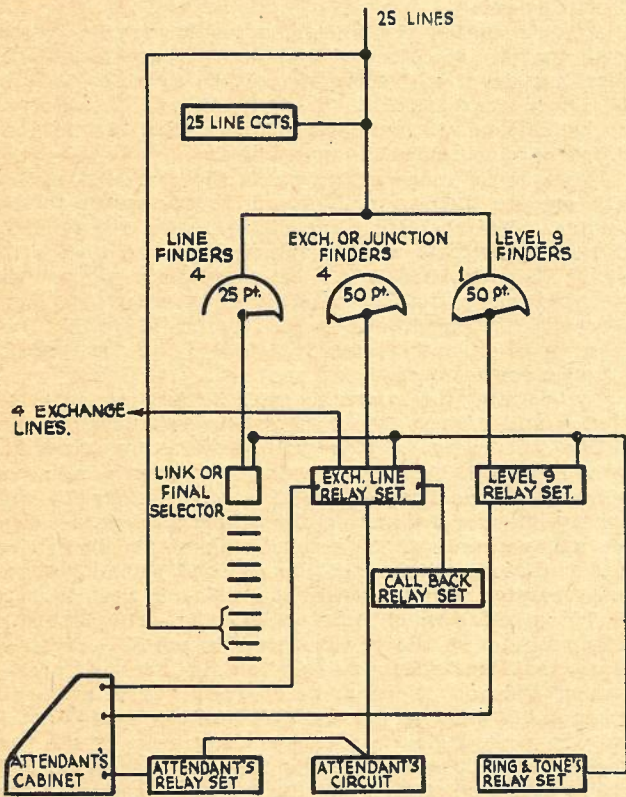 25 LINES
25 LINE CCTS.
LINE
FINDERS
4
EXCH. OR JUNCTION
FINDERS
4
LEVEL 9
FINDERS
1
25 Pt.
50 Pt.
50 Pt.
4 EXCHANGE
LINES.
LINK OR
FINAL
SELECTOR
EXCH. LINE
RELAY SET.
LEVEL 9
RELAY SET.
CALL BACK
RELAY SET
ATTENDANT'S
CABINET
ATTENDANT'S
RELAY SET
ATTENDANT'S
CIRCUIT
RING & TONE'S
RELAY SET